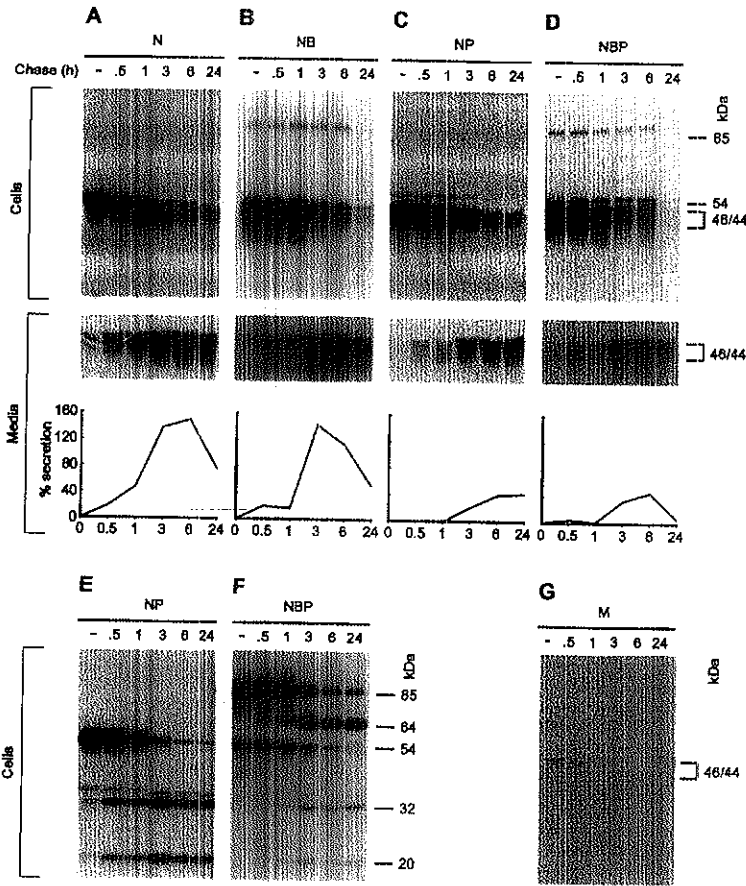 A B C D
N NB NP NBP
Chase (h) - .5 1 3 6 24 - .5 1 3 6 24 - .5 1 3 6 24 - .5 1 3 6 24
kDa
85
Cells
54
46/44
46/44
Media
% secretion
160
120
80
40
0
0 0.5 1 3 6 24 0 0.5 1 3 6 24 0 0.5 1 3 6 24 0 0.5 1 3 6 24
E F G
NP NBP M
- .5 1 3 6 24 - .5 1 3 6 24 - .5 1 3 6 24
kDa kDa
85
64
54
46/44
Cells
32
20